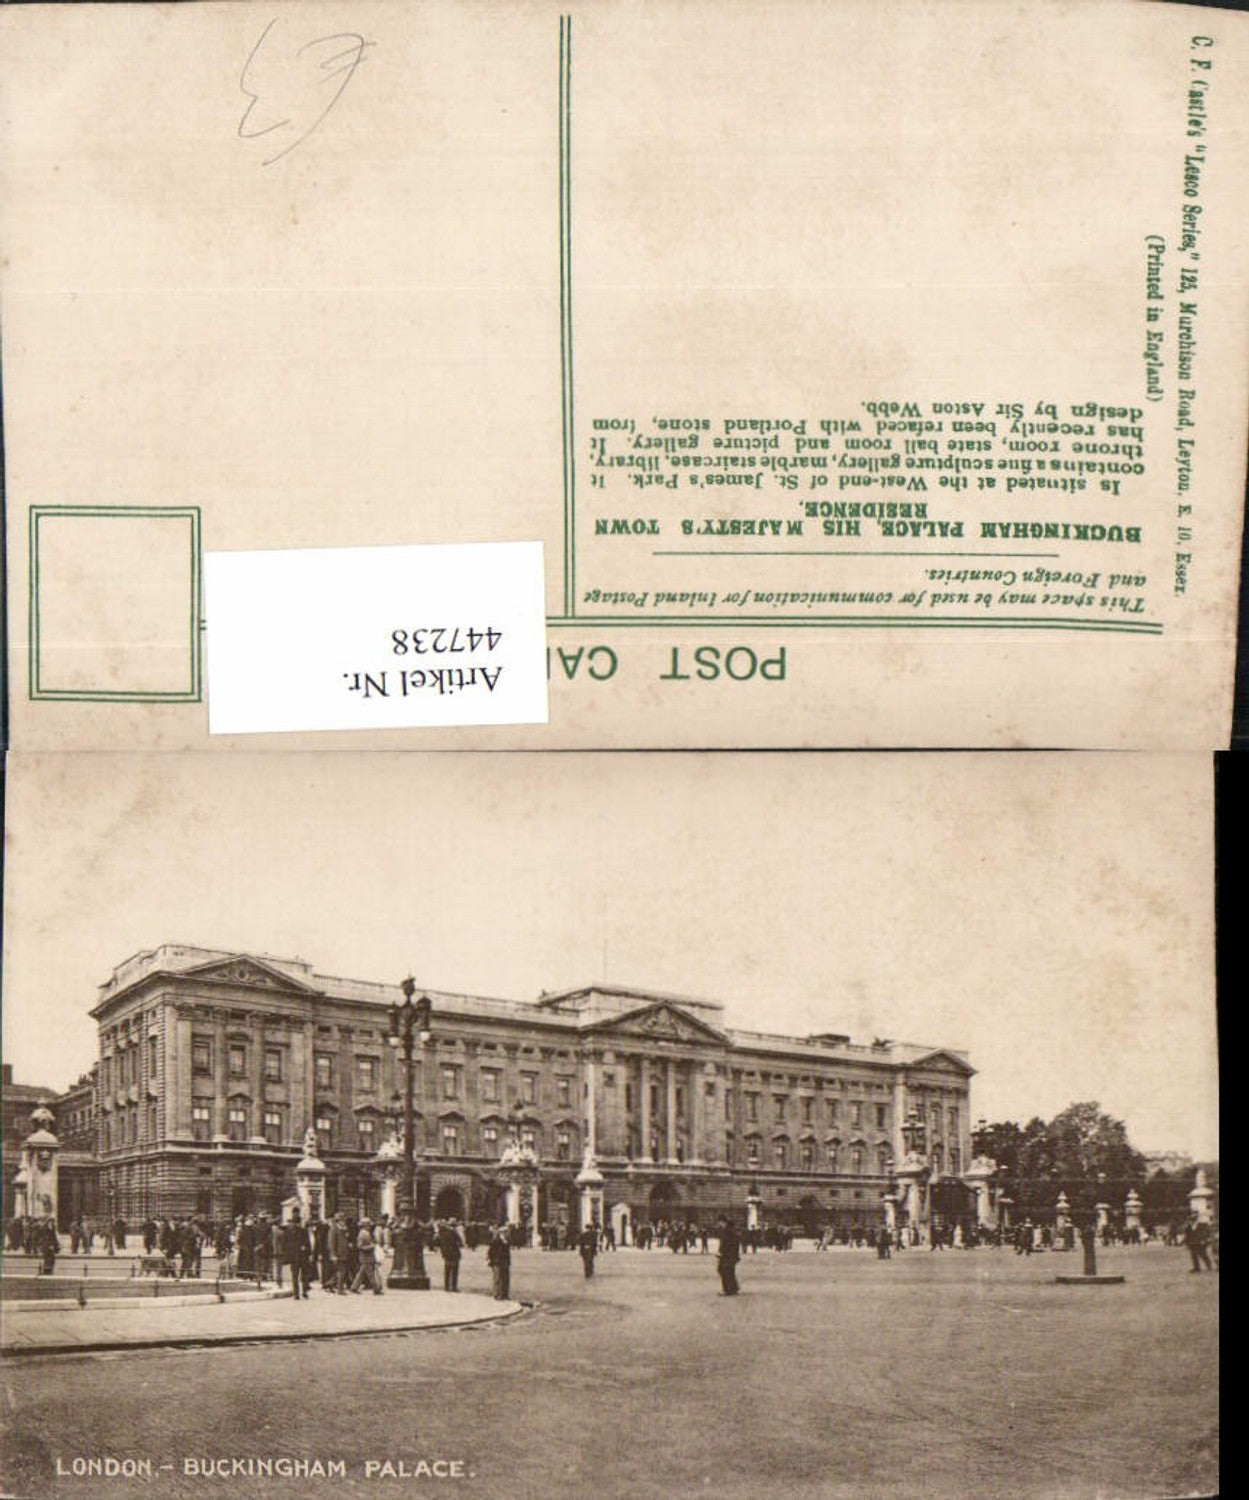 POST CA
Artikel Nr.
447238
This space may be used for communication for Inland Postage
and Foreign Countries.
BUCKINGHAM PALACE, HIS MAJESTY'S TOWN
RESIDENCE.
Is situated at the West-end of St. James's Park. It
contains a fine sculpture gallery, marble staircase, library,
throne room, state ball room and picture gallery. It
has recently been refaced with Portland stone, from
design by Sir Aston Webb.
C. F. Castle's "Lesco Series," 125, Murchison Road, Leyton, E. 10, Essex.
(Printed in England)
LONDON.- BUCKINGHAM PALACE.